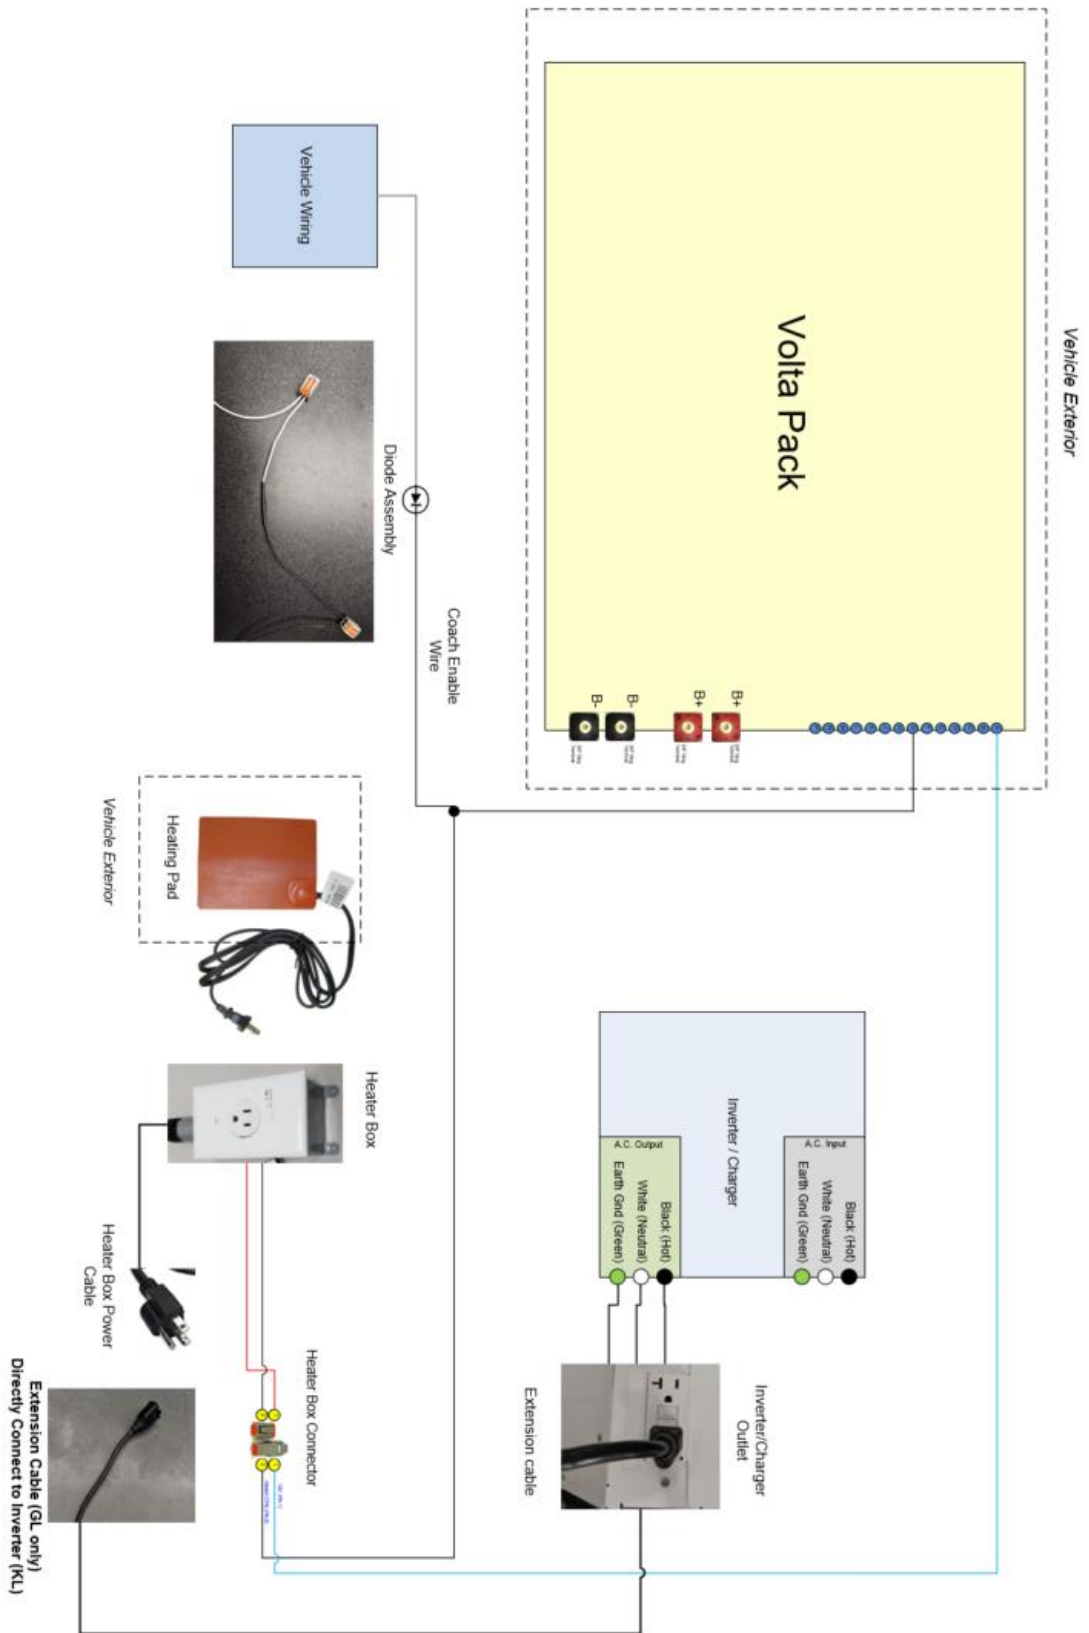 Vehicle Exterior
Volta Pack
B+
B+
B-
B-
Vehicle Wiring
Diode Assembly
Coach Enable
Wire
Vehicle Exterior
Heating Pad
Inverter / Charger
A.C. Input
Black (Hot)
White (Neutral)
Earth Gnd (Green)
A.C. Output
Black (Hot)
White (Neutral)
Earth Gnd (Green)
Inverter/Charger
Outlet
Extension cable
Heater Box
Heater Box Power
Cable
Heater Box Connector
Extension Cable (GL only)
Directly Connect to Inverter (KL)